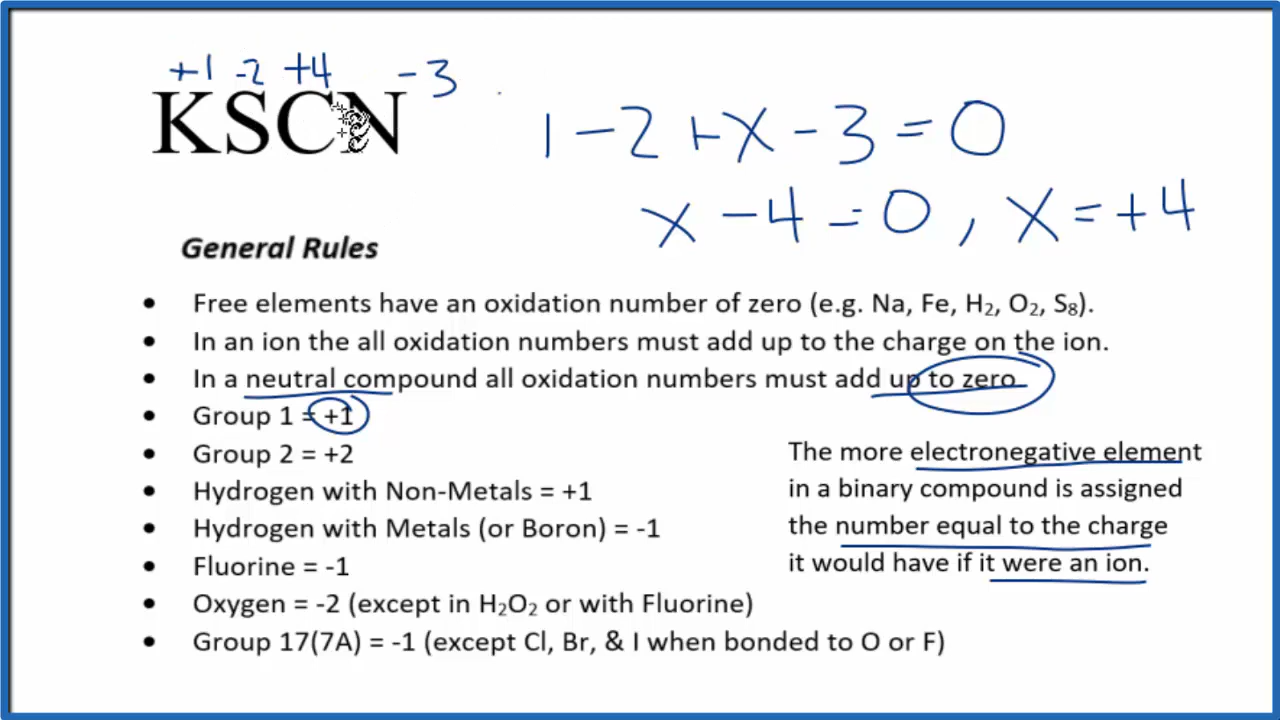 +1 -2 +4 -3
KSCN
1 - 2 + x - 3 = 0
x - 4 = 0, x = +4
General Rules
• Free elements have an oxidation number of zero (e.g. Na, Fe, H₂, O₂, S₈).
• In an ion the all oxidation numbers must add up to the charge on the ion.
• In a neutral compound all oxidation numbers must add up to zero.
• Group 1 = +1
• Group 2 = +2
• Hydrogen with Non-Metals = +1
• Hydrogen with Metals (or Boron) = -1
• Fluorine = -1
• Oxygen = -2 (except in H₂O₂ or with Fluorine)
• Group 17(7A) = -1 (except Cl, Br, & I when bonded to O or F)
The more electronegative element
in a binary compound is assigned
the number equal to the charge
it would have if it were an ion.